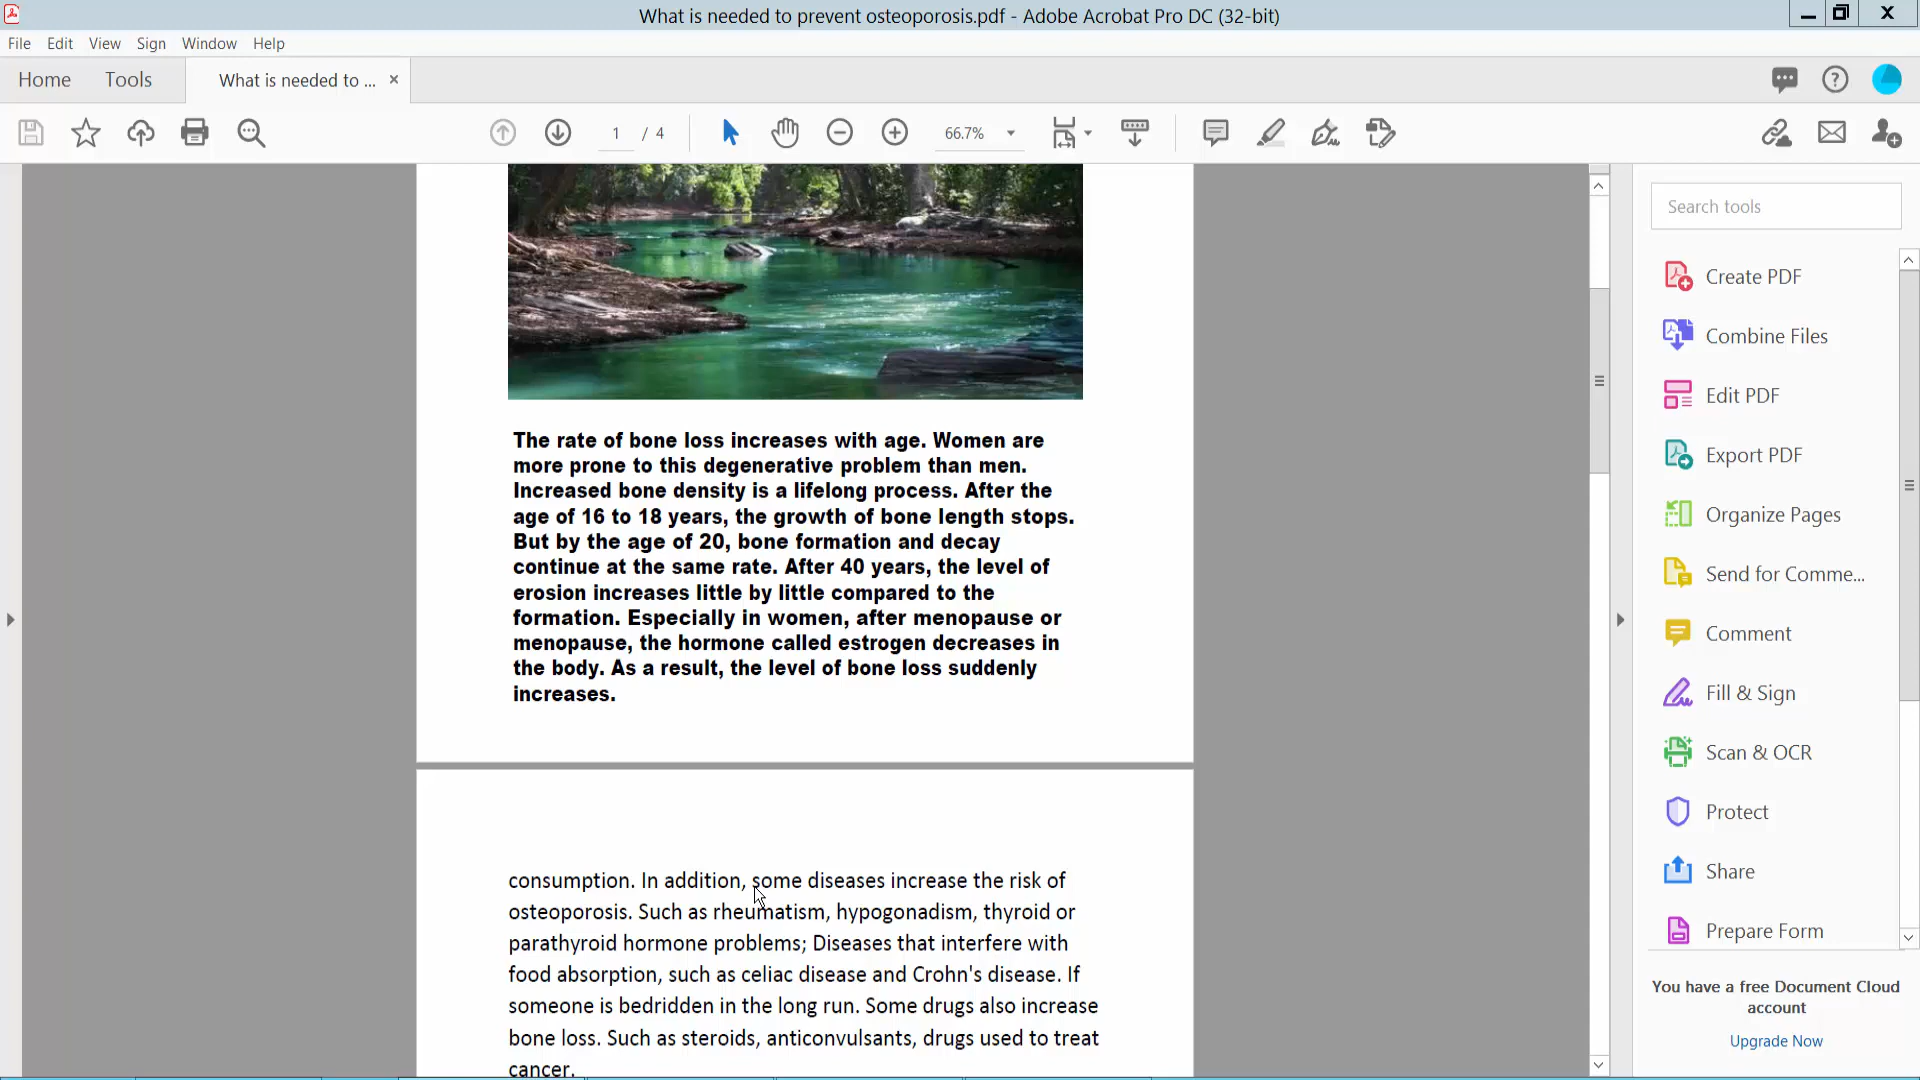 What is needed to prevent osteoporosis.pdf - Adobe Acrobat Pro DC (32-bit)
File Edit View Sign Window Help
Home Tools What is needed to ... ×
1 / 4 66.7%
Search tools
Create PDF
Combine Files
Edit PDF
Export PDF
Organize Pages
Send for Comme...
Comment
Fill & Sign
Scan & OCR
Protect
Share
Prepare Form
You have a free Document Cloud
account
Upgrade Now
The rate of bone loss increases with age. Women are
more prone to this degenerative problem than men.
Increased bone density is a lifelong process. After the
age of 16 to 18 years, the growth of bone length stops.
But by the age of 20, bone formation and decay
continue at the same rate. After 40 years, the level of
erosion increases little by little compared to the
formation. Especially in women, after menopause or
menopause, the hormone called estrogen decreases in
the body. As a result, the level of bone loss suddenly
increases.
consumption. In addition, some diseases increase the risk of
osteoporosis. Such as rheumatism, hypogonadism, thyroid or
parathyroid hormone problems; Diseases that interfere with
food absorption, such as celiac disease and Crohn's disease. If
someone is bedridden in the long run. Some drugs also increase
bone loss. Such as steroids, anticonvulsants, drugs used to treat
cancer.